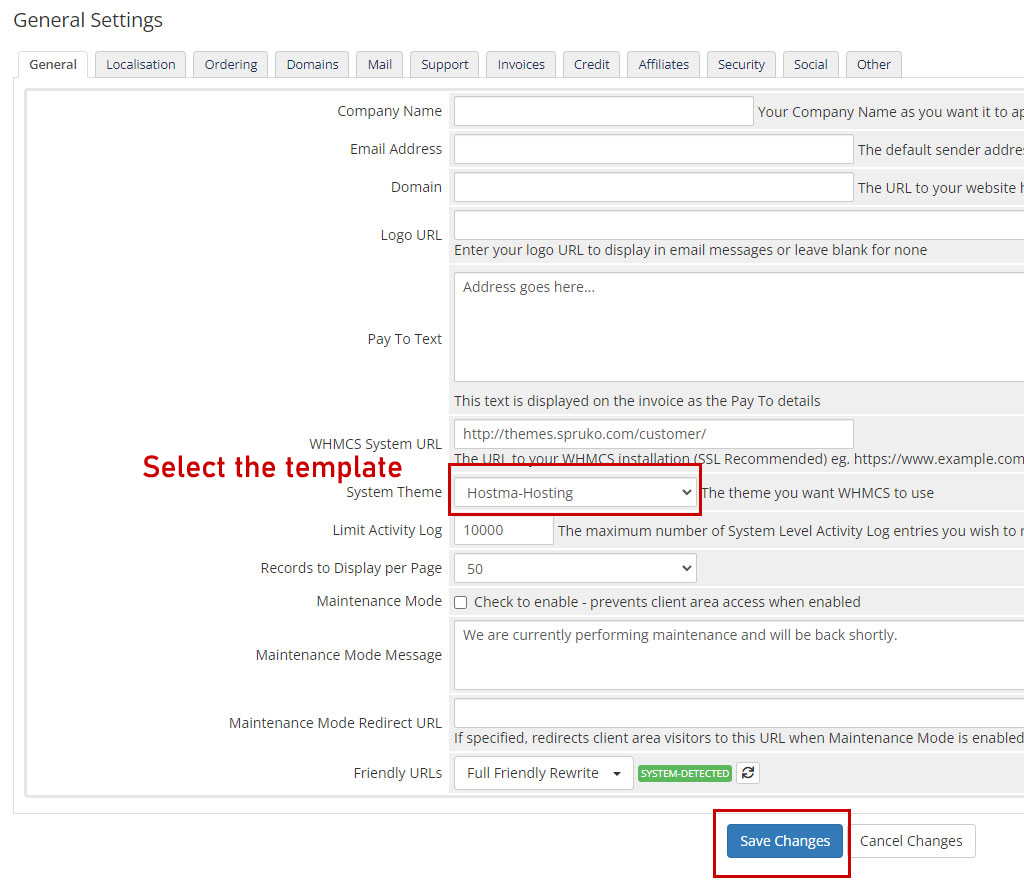 General Settings
General Localisation Ordering Domains Mail Support Invoices Credit Affiliates Security Social Other
Company Name Your Company Name as you want it to ap
Email Address The default sender addre
Domain The URL to your website
Logo URL
Enter your logo URL to display in email messages or leave blank for none
Address goes here...
Pay To Text
This text is displayed on the invoice as the Pay To details
WHMCS System URL http://themes.spruko.com/customer/
The URL to your WHMCS installation (SSL Recommended) eg. https://www.example.com
Select the template
System Theme Hostma-Hosting The theme you want WHMCS to use
Limit Activity Log 10000 The maximum number of System Level Activity Log entries you wish to
Records to Display per Page 50
Maintenance Mode Check to enable - prevents client area access when enabled
We are currently performing maintenance and will be back shortly.
Maintenance Mode Message
Maintenance Mode Redirect URL
If specified, redirects client area visitors to this URL when Maintenance Mode is enabled
Friendly URLs Full Friendly Rewrite SYSTEM-DETECTED
Save Changes Cancel Changes